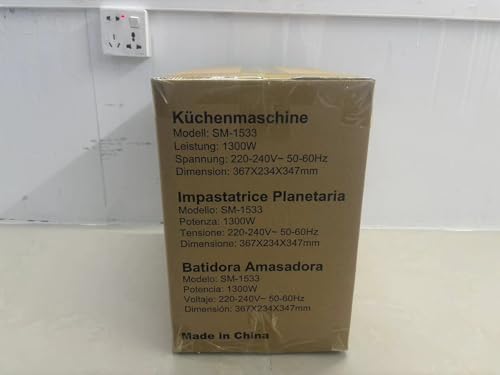 Küchenmaschine
Modell: SM-1533
Leistung: 1300W
Spannung: 220-240V~ 50-60Hz
Dimension: 367X234X347mm
Impastatrice Planetaria
Modello: SM-1533
Potenza: 1300W
Tensione: 220-240V~ 50-60Hz
Dimensione: 367X234X347mm
Batidora Amasadora
Modelo: SM-1533
Potencia: 1300W
Voltaje: 220-240V~ 50-60Hz
Dimensión: 367X234X347mm
Made in China